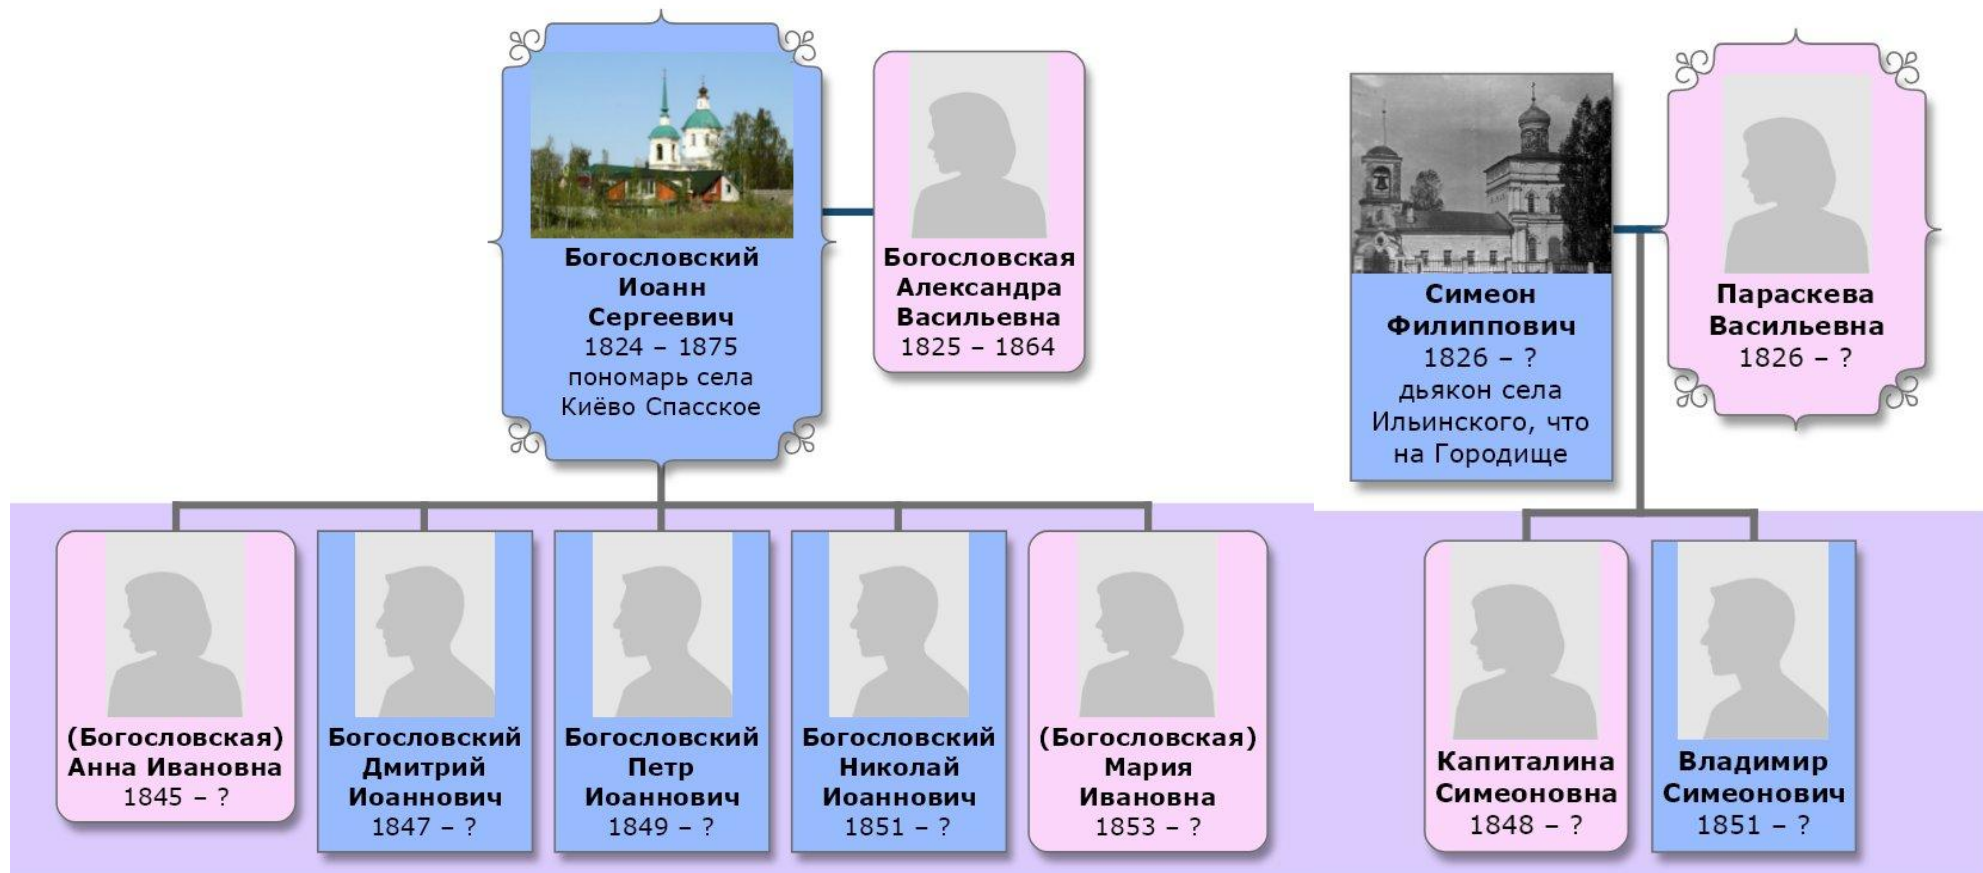 Богословский
Иоанн
Сергеевич
1824 – 1875
пономарь села
Киёво Спасское
Богословская
Александра
Васильевна
1825 – 1864
Симеон
Филиппович
1826 – ?
дьякон села
Ильинского, что
на Городище
Параскева
Васильевна
1826 – ?
(Богословская)
Анна Ивановна
1845 – ?
Богословский
Дмитрий
Иоаннович
1847 – ?
Богословский
Петр
Иоаннович
1849 – ?
Богословский
Николай
Иоаннович
1851 – ?
(Богословская)
Мария
Ивановна
1853 – ?
Капиталина
Симеоновна
1848 – ?
Владимир
Симеонович
1851 – ?